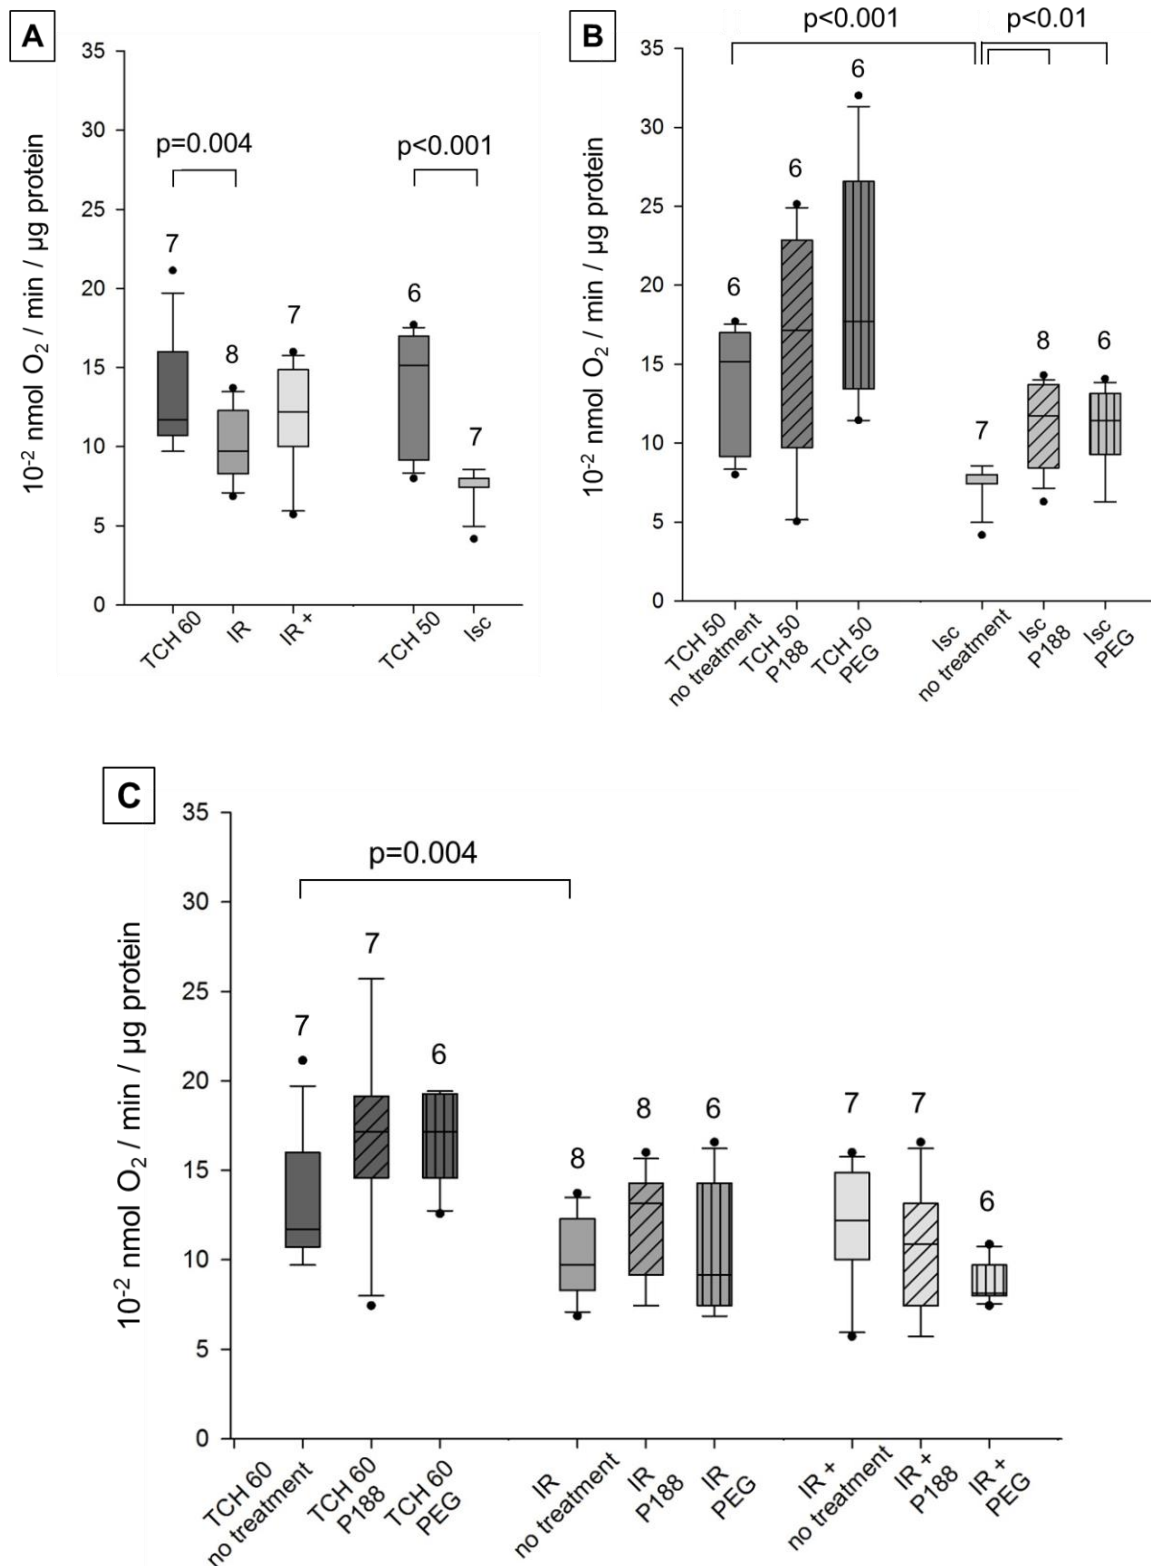 A
10⁻² nmol O₂ / min / µg protein
35
30
25
20
15
10
5
0
p=0.004
p<0.001
7
8
7
6
7
TCH 60
IR
IR +
TCH 50
Isc
B
10⁻² nmol O₂ / min / µg protein
35
30
25
20
15
10
5
0
p<0.001
p<0.01
6
6
6
7
8
6
TCH 50
no treatment
TCH 50
P188
TCH 50
PEG
Isc
no treatment
Isc
P188
Isc
PEG
C
10⁻² nmol O₂ / min / µg protein
35
30
25
20
15
10
5
0
p=0.004
7
7
6
8
8
6
7
7
6
TCH 60
no treatment
TCH 60
P188
TCH 60
PEG
IR
no treatment
IR
P188
IR
PEG
IR +
no treatment
IR +
P188
IR +
PEG